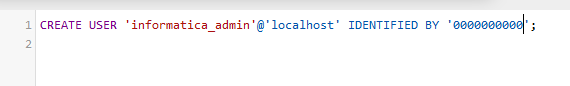 1 CREATE USER 'informatica_admin'@'localhost' IDENTIFIED BY '0000000000';
2